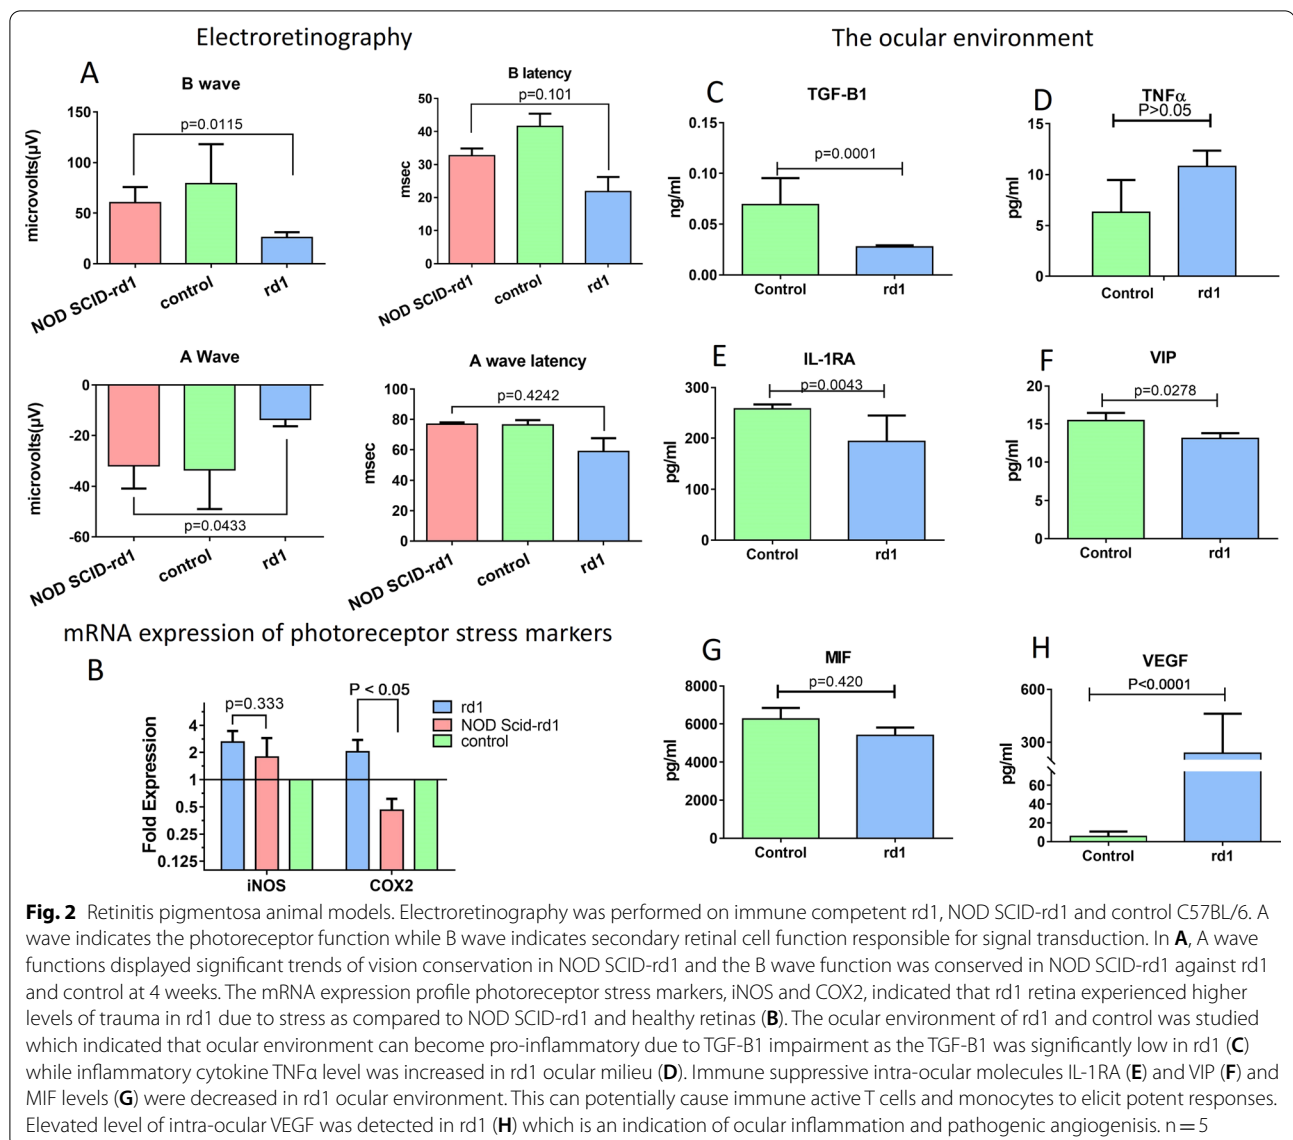 Electroretinography
The ocular environment
A
B wave
150
100
50
0
microvolts(µV)
p=0.0115
NOD SCID-rd1
control
rd1
B latency
50
40
30
20
10
0
msec
p=0.101
NOD SCID-rd1
control
rd1
A Wave
0
-20
-40
-60
microvolts(µV)
p=0.0433
NOD SCID-rd1
control
rd1
A wave latency
100
80
60
40
20
0
msec
p=0.4242
NOD SCID-rd1
control
rd1
mRNA expression of photoreceptor stress markers
B
4
2
1
0.5
0.25
0.125
Fold Expression
p=0.333
P < 0.05
rd1
NOD Scid-rd1
control
iNOS
COX2
C
TGF-B1
0.15
0.10
0.05
0.00
ng/ml
p=0.0001
Control
rd1
D
TNFα
P>0.05
15
10
5
0
pg/ml
Control
rd1
E
IL-1RA
300
200
100
0
pg/ml
p=0.0043
Control
rd1
F
VIP
20
15
10
5
0
pg/ml
p=0.0278
Control
rd1
G
MIF
8000
6000
4000
2000
0
pg/ml
p=0.420
Control
rd1
H
VEGF
P<0.0001
600
300
60
40
20
0
pg/ml
Control
rd1
Fig. 2 Retinitis pigmentosa animal models. Electroretinography was performed on immune competent rd1, NOD SCID-rd1 and control C57BL/6. A
wave indicates the photoreceptor function while B wave indicates secondary retinal cell function responsible for signal transduction. In A, A wave
functions displayed significant trends of vision conservation in NOD SCID-rd1 and the B wave function was conserved in NOD SCID-rd1 against rd1
and control at 4 weeks. The mRNA expression profile photoreceptor stress markers, iNOS and COX2, indicated that rd1 retina experienced higher
levels of trauma in rd1 due to stress as compared to NOD SCID-rd1 and healthy retinas (B). The ocular environment of rd1 and control was studied
which indicated that ocular environment can become pro-inflammatory due to TGF-B1 impairment as the TGF-B1 was significantly low in rd1 (C)
while inflammatory cytokine TNFα level was increased in rd1 ocular milieu (D). Immune suppressive intra-ocular molecules IL-1RA (E) and VIP (F) and
MIF levels (G) were decreased in rd1 ocular environment. This can potentially cause immune active T cells and monocytes to elicit potent responses.
Elevated level of intra-ocular VEGF was detected in rd1 (H) which is an indication of ocular inflammation and pathogenic angiogenisis. n = 5